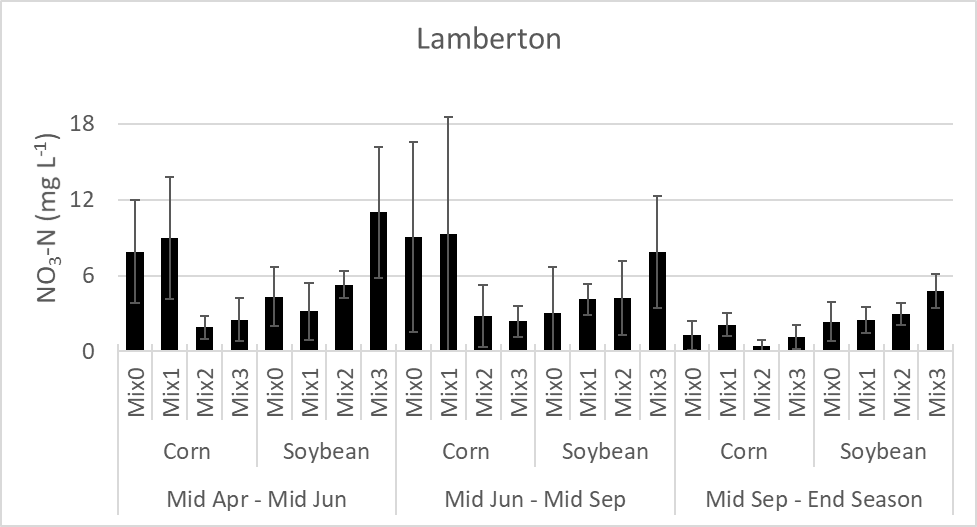 Lamberton
NO₃-N (mg L⁻¹)
18
12
6
0
Mix0 Mix1 Mix2 Mix3 Mix0 Mix1 Mix2 Mix3 Mix0 Mix1 Mix2 Mix3 Mix0 Mix1 Mix2 Mix3 Mix0 Mix1 Mix2 Mix3 Mix0 Mix1 Mix2 Mix3
Corn Soybean Corn Soybean Corn Soybean
Mid Apr - Mid Jun Mid Jun - Mid Sep Mid Sep - End Season